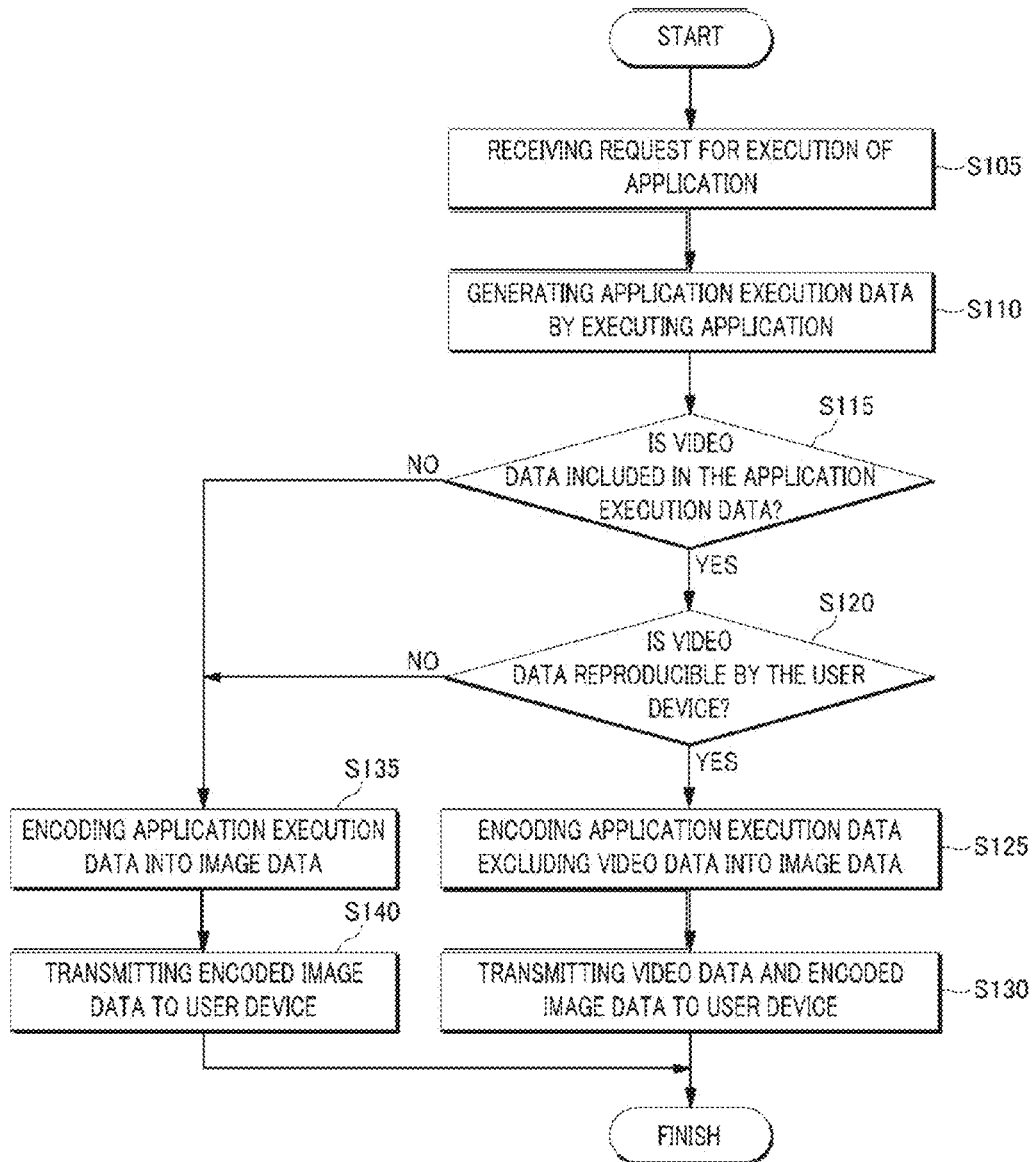 START
RECEIVING REQUEST FOR EXECUTION OF
APPLICATION
S105
GENERATING APPLICATION EXECUTION DATA
BY EXECUTING APPLICATION
S110
S115
IS VIDEO
DATA INCLUDED IN THE APPLICATION
EXECUTION DATA?
NO
YES
S120
IS VIDEO
DATA REPRODUCIBLE BY THE USER
DEVICE?
NO
YES
S135
ENCODING APPLICATION EXECUTION
DATA INTO IMAGE DATA
ENCODING APPLICATION EXECUTION DATA
EXCLUDING VIDEO DATA INTO IMAGE DATA
S125
S140
TRANSMITTING ENCODED IMAGE
DATA TO USER DEVICE
TRANSMITTING VIDEO DATA AND ENCODED
IMAGE DATA TO USER DEVICE
S130
FINISH